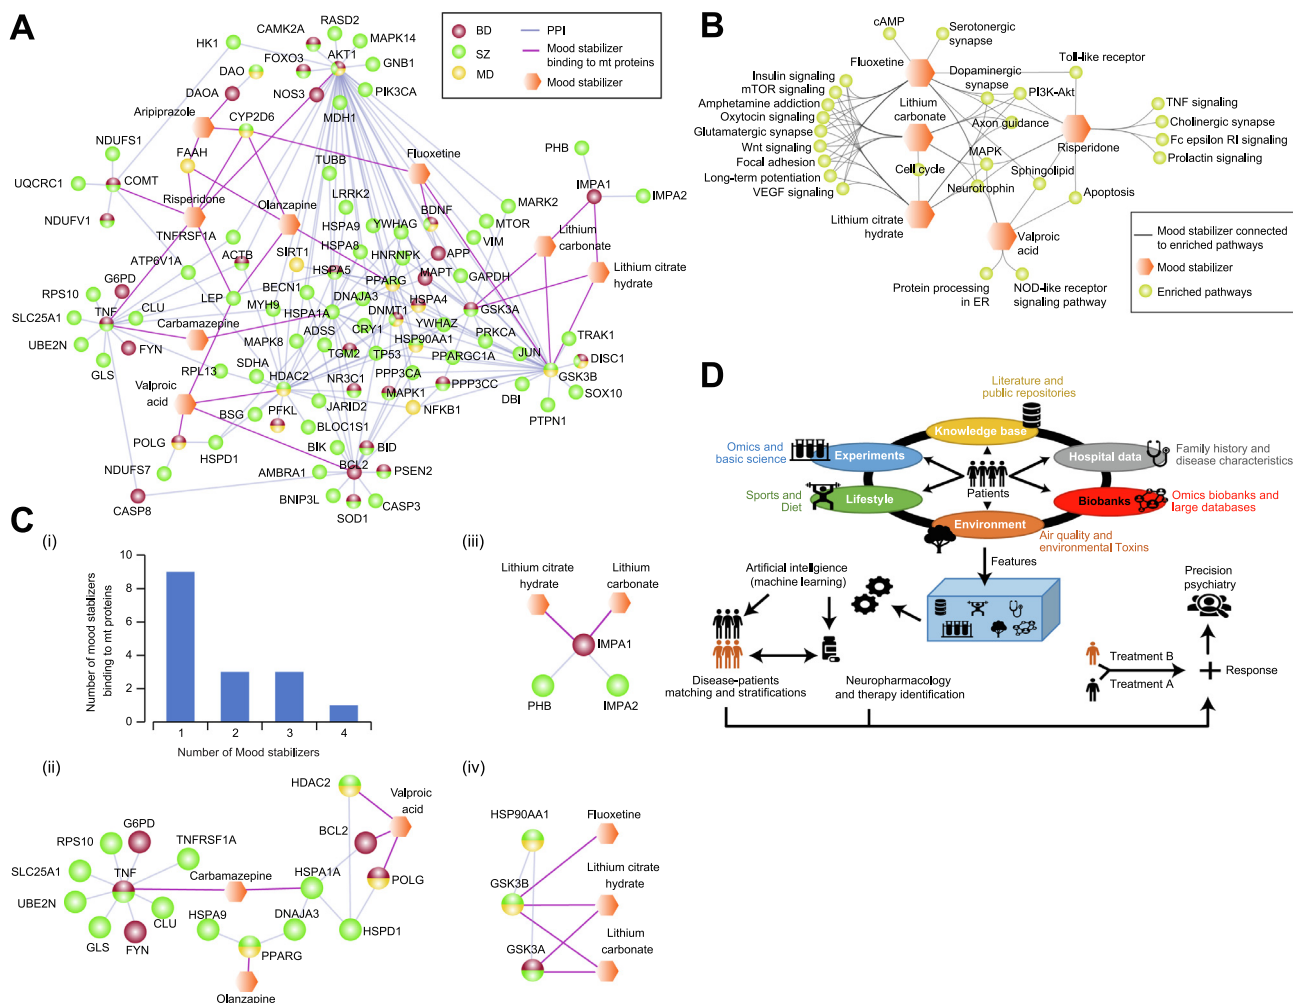 A
RASD2
CAMK2A
MAPK14
HK1
FOXO3
AKT1
GNB1
DAO
PIK3CA
DAOA
NOS3
MDH1
Aripiprazole
CYP2D6
NDUFS1
TUBB
Fluoxetine
PHB
FAAH
UQCRC1
COMT
LRRK2
IMPA1
IMPA2
Risperidone
Olanzapine
BDNF
MARK2
NDUFV1
HSPA9
YWHAG
MTOR
Lithium
carbonate
TNFRSF1A
HSPA8
VIM
SIRT1
HNRNPK
APP
ATP6V1A
ACTB
HSPA5
MAPT
GAPDH
Lithium citrate
hydrate
G6PD
PPARG
RPS10
LEP
BECN1
DNAJA3
HSPA4
GSK3A
TNF
CLU
MYH9
HSPA1A
DNMT1
SLC25A1
Carbamazepine
ADSS
CRY1
YWHAZ
PRKCA
TRAK1
UBE2N
FYN
MAPK8
HSP90AA1
JUN
DISC1
GLS
SDHA
TGM2
TP53
PPARGC1A
RPL13
HDAC2
PPP3CA
GSK3B
Valproic
acid
NR3C1
MAPK1
PPP3CC
SOX10
BSG
PFKL
JARID2
NFKB1
DBI
PTPN1
POLG
BLOC1S1
HSPD1
BIK
BID
NDUFS7
AMBRA1
BCL2
PSEN2
BNIP3L
CASP3
CASP8
SOD1
BD
SZ
MD
PPI
Mood stabilizer
binding to mt proteins
Mood stabilizer
B
cAMP
Serotonergic
synapse
Fluoxetine
Toll-like receptor
Dopaminergic
synapse
Insulin signaling
mTOR signaling
Amphetamine addiction
Oxytocin signaling
Glutamatergic synapse
Wnt signaling
Focal adhesion
Long-term potentiation
VEGF signaling
Lithium
carbonate
PI3K-Akt
Axon guidance
TNF signaling
Cholinergic synapse
Fc epsilon RI signaling
Prolactin signaling
Risperidone
MAPK
Cell cycle
Sphingolipid
Neurotrophin
Apoptosis
Lithium citrate
hydrate
Valproic
acid
Protein processing
in ER
NOD-like receptor
signaling pathway
Mood stabilizer connected
to enriched pathways
Mood stabilizer
Enriched pathways
C
(i)
Number of mood stablizers
binding to mt proteins
10
8
6
4
2
0
1
2
3
4
Number of Mood stabilizers
(ii)
HDAC2
Valproic
acid
G6PD
RPS10
TNFRSF1A
BCL2
SLC25A1
TNF
Carbamazepine
HSPA1A
POLG
UBE2N
CLU
HSPA9
DNAJA3
GLS
FYN
PPARG
HSPD1
Olanzapine
(iii)
Lithium citrate
hydrate
Lithium
carbonate
IMPA1
PHB
IMPA2
(iv)
HSP90AA1
Fluoxetine
GSK3B
Lithium citrate
hydrate
GSK3A
Lithium
carbonate
D
Literature and
public repositories
Knowledge base
Omics and
basic science
Experiments
Hospital data
Family history and
disease characteristics
Patients
Sports and
Diet
Lifestyle
Biobanks
Omics biobanks and
large databases
Environment
Air quality and
environmental Toxins
Features
Artificial inteligence
(machine learning)
Precision
psychiatry
Disease-patients
matching and stratifications
Neuropharmacology
and therapy identification
Treatment B
Treatment A
Response